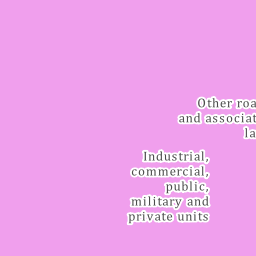 Other roa
and associat
la
Industrial,
commercial,
public,
military and
private units